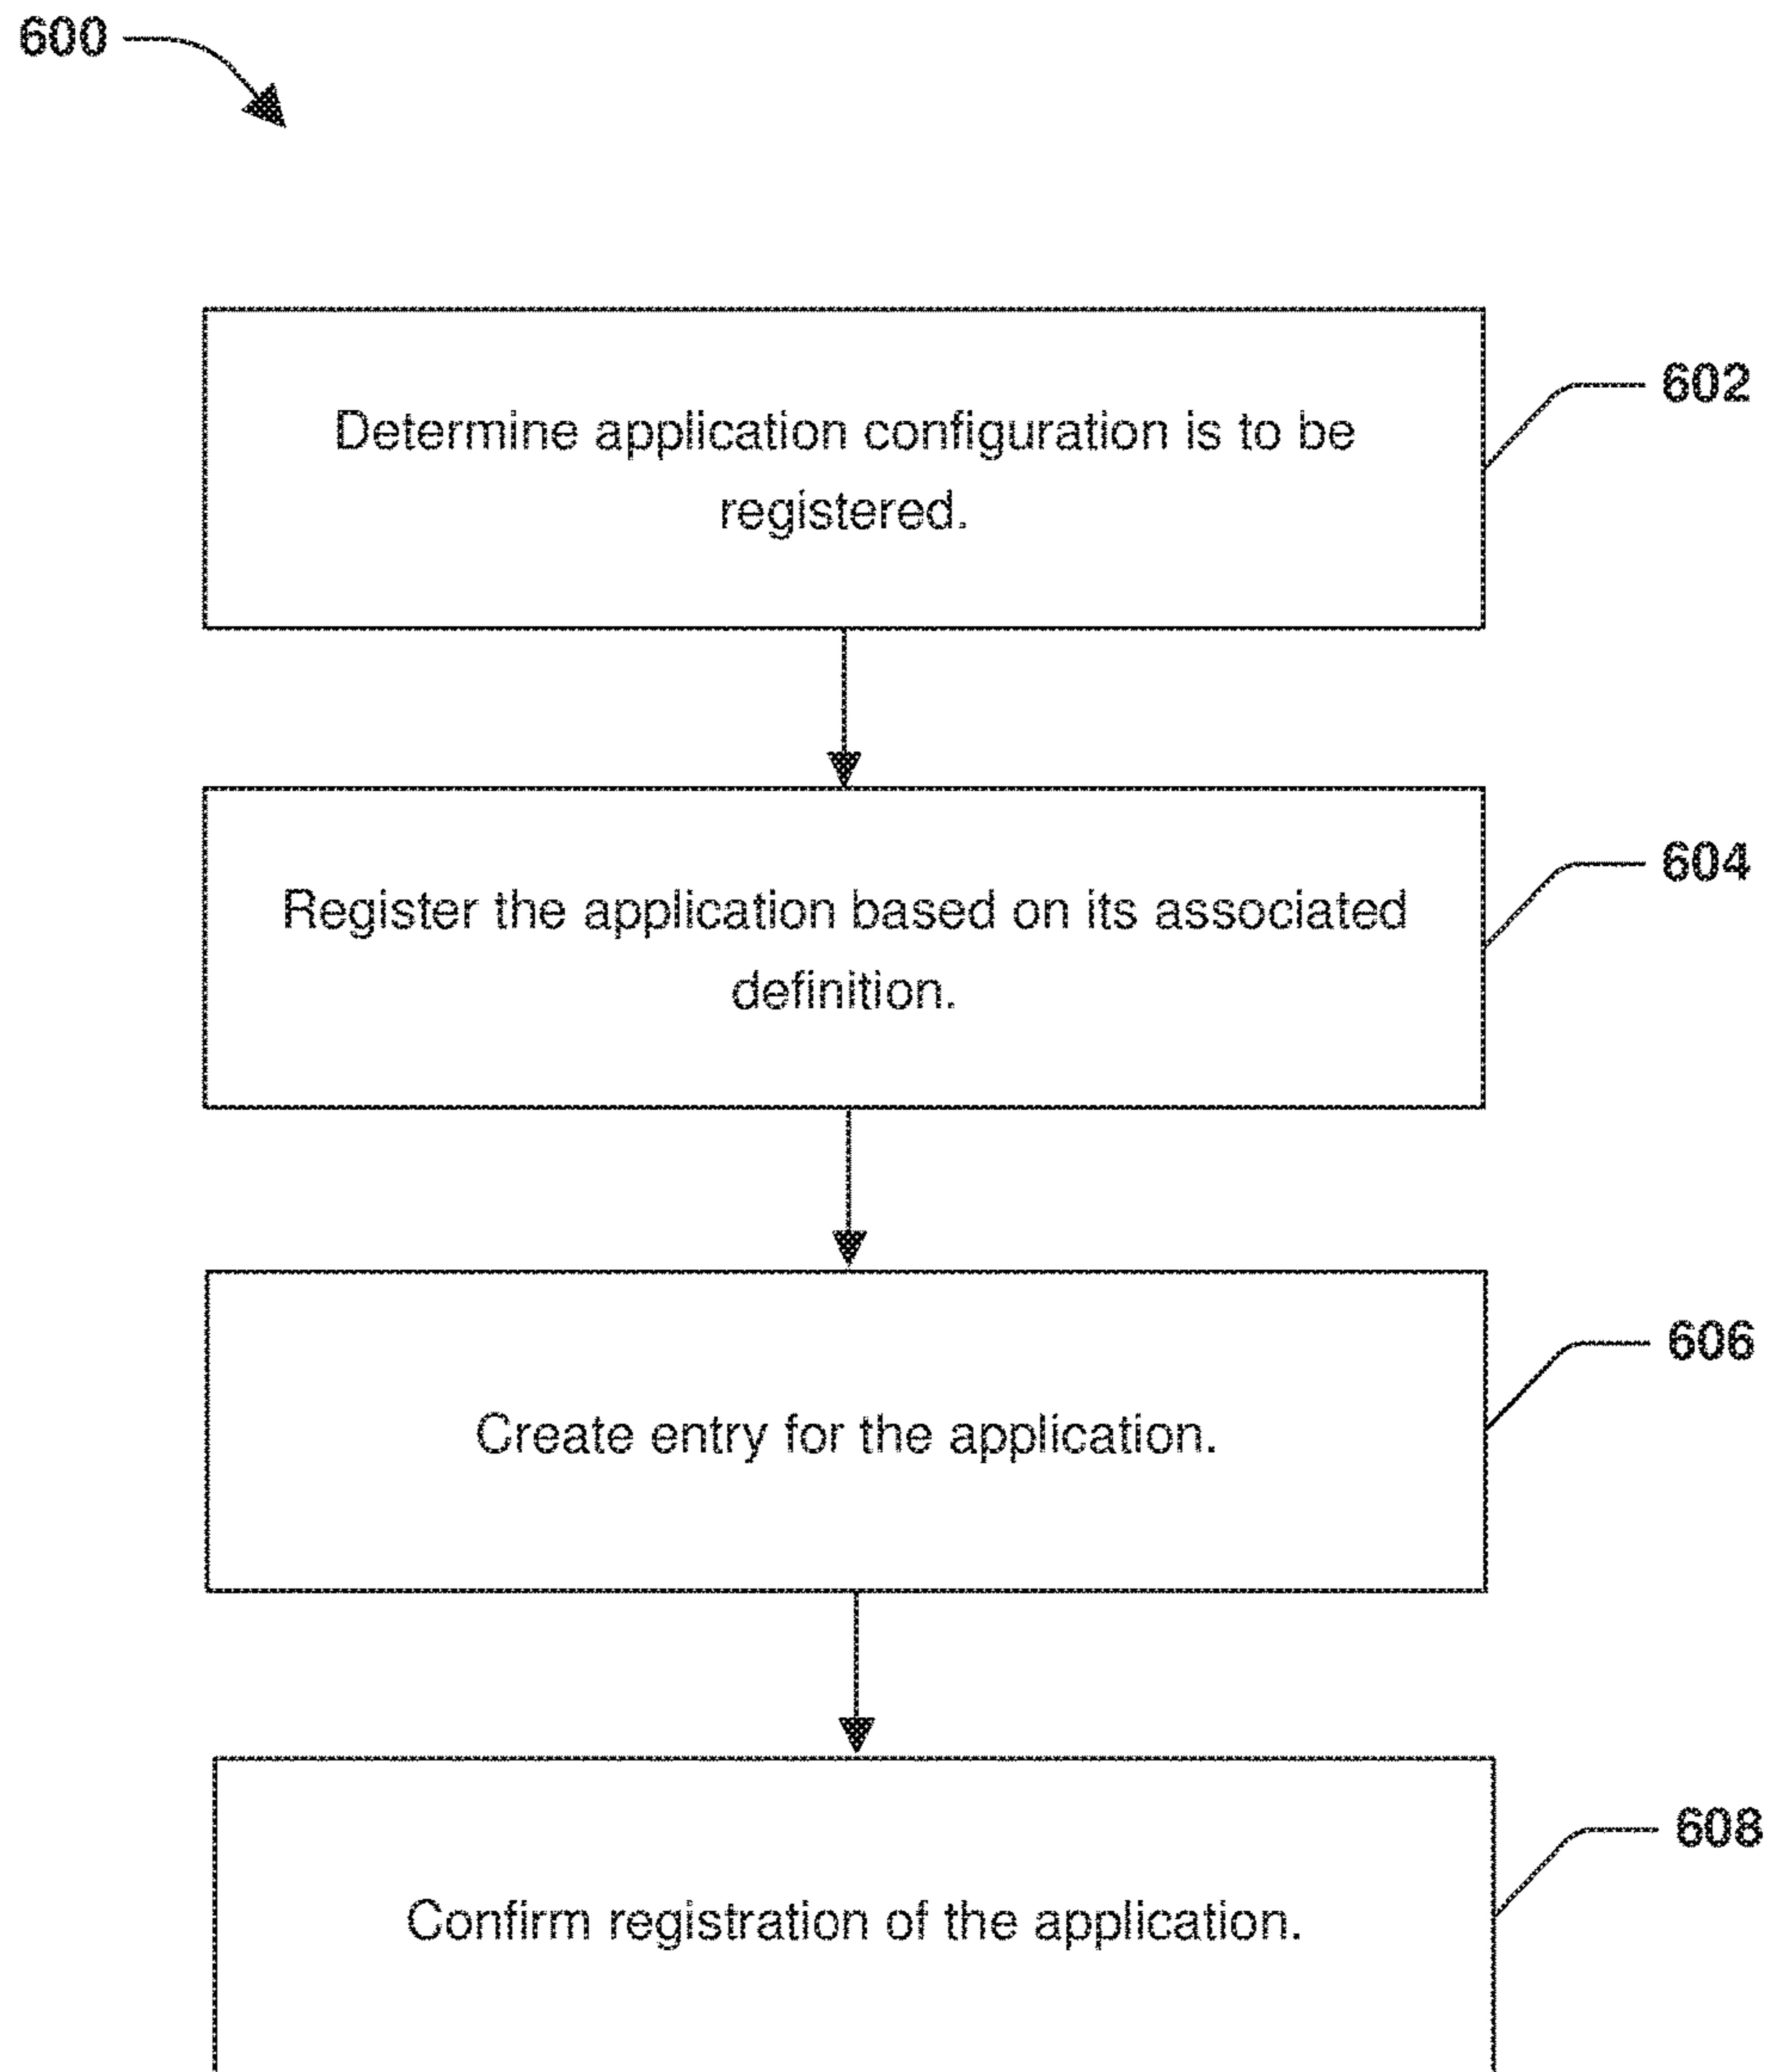 600
Determine application configuration is to be
registered.
602
Register the application based on its associated
definition.
604
Create entry for the application.
606
Confirm registration of the application.
608